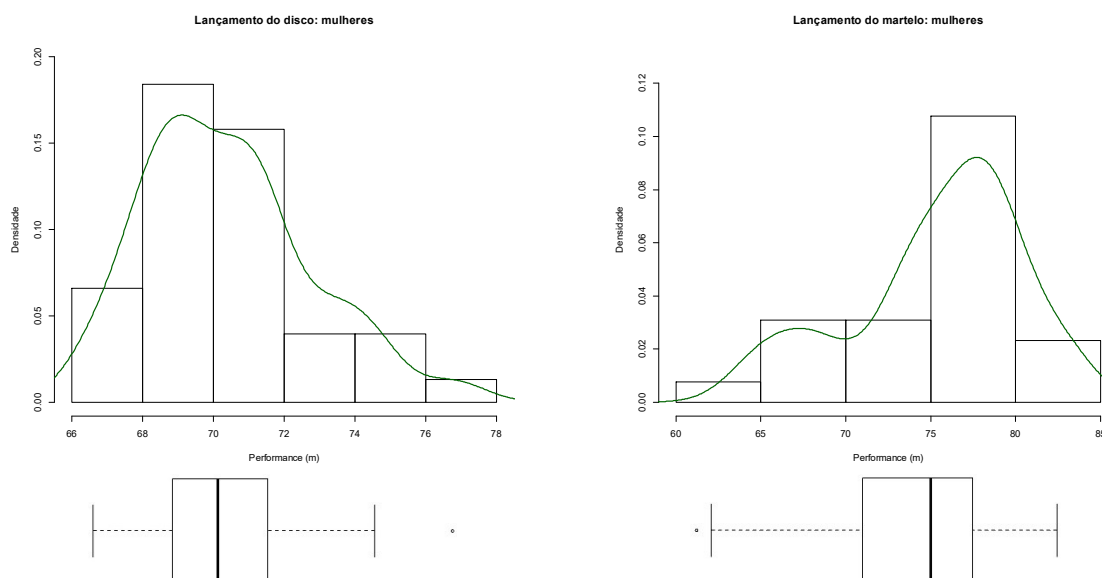 Lançamento do disco: mulheres
Densidade
0.20
0.15
0.10
0.05
0.00
66 68 70 72 74 76 78
Performance (m)
Lançamento do martelo: mulheres
Densidade
0.12
0.10
0.08
0.06
0.04
0.02
0.00
60 65 70 75 80 85
Performance (m)